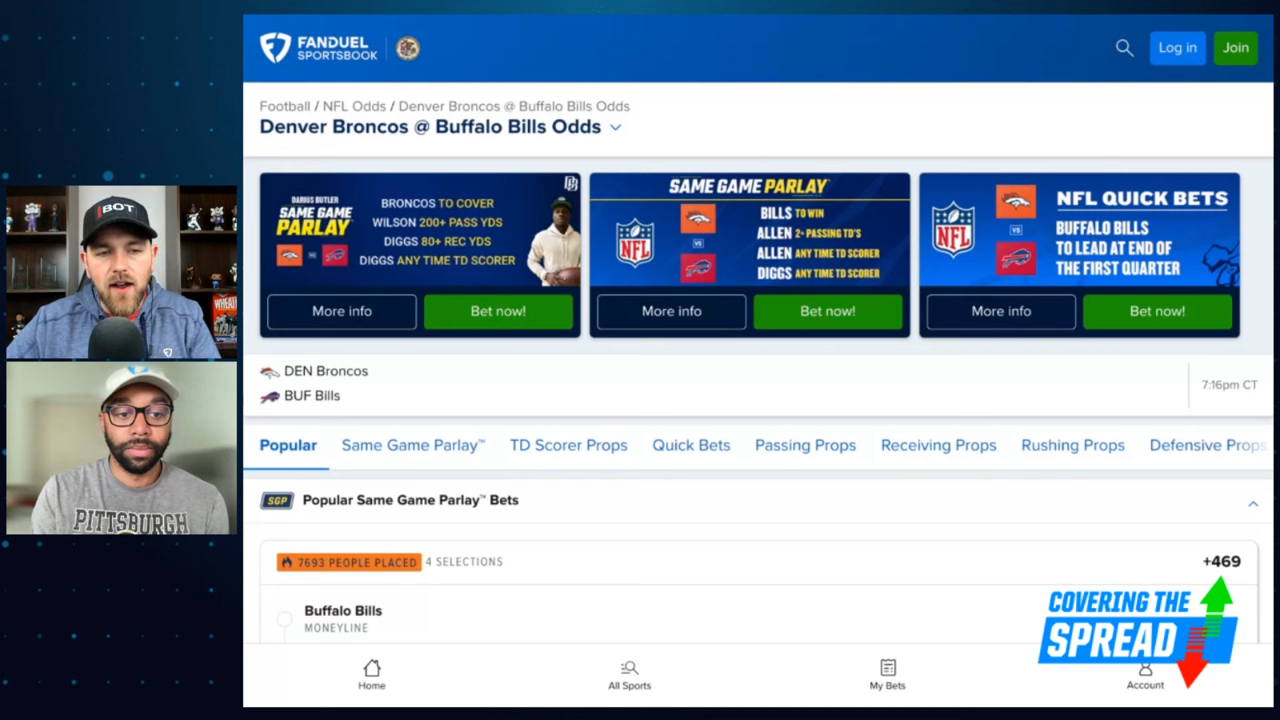 FANDUEL
SPORTSBOOK
Log in
Join
Football / NFL Odds / Denver Broncos @ Buffalo Bills Odds
Denver Broncos @ Buffalo Bills Odds
DARIUS BUTLER
SAME GAME
PARLAY
BRONCOS TO COVER
WILSON 200+ PASS YDS
DIGGS 80+ REC YDS
DIGGS ANY TIME TD SCORER
More info
Bet now!
SAME GAME PARLAY™
NFL
VS
BILLS TO WIN
ALLEN 2+ PASSING TD'S
ALLEN ANY TIME TD SCORER
DIGGS ANY TIME TD SCORER
More info
Bet now!
NFL
VS
NFL QUICK BETS
BUFFALO BILLS
TO LEAD AT END OF
THE FIRST QUARTER
More info
Bet now!
BOT
DEN Broncos
BUF Bills
7:16pm CT
PITTSBURGH
Popular
Same Game Parlay™
TD Scorer Props
Quick Bets
Passing Props
Receiving Props
Rushing Props
Defensive Props
SGP
Popular Same Game Parlay™ Bets
7693 PEOPLE PLACED
4 SELECTIONS
+469
Buffalo Bills
MONEYLINE
COVERING THE
SPREAD
Home
All Sports
My Bets
Account